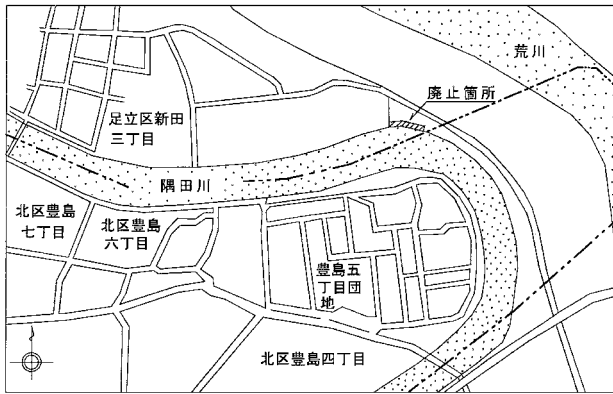 荒川
廃止箇所
足立区新田
三丁目
隅田川
北区豊島
七丁目
北区豊島
六丁目
豊島五
丁目団
地
北区豊島四丁目